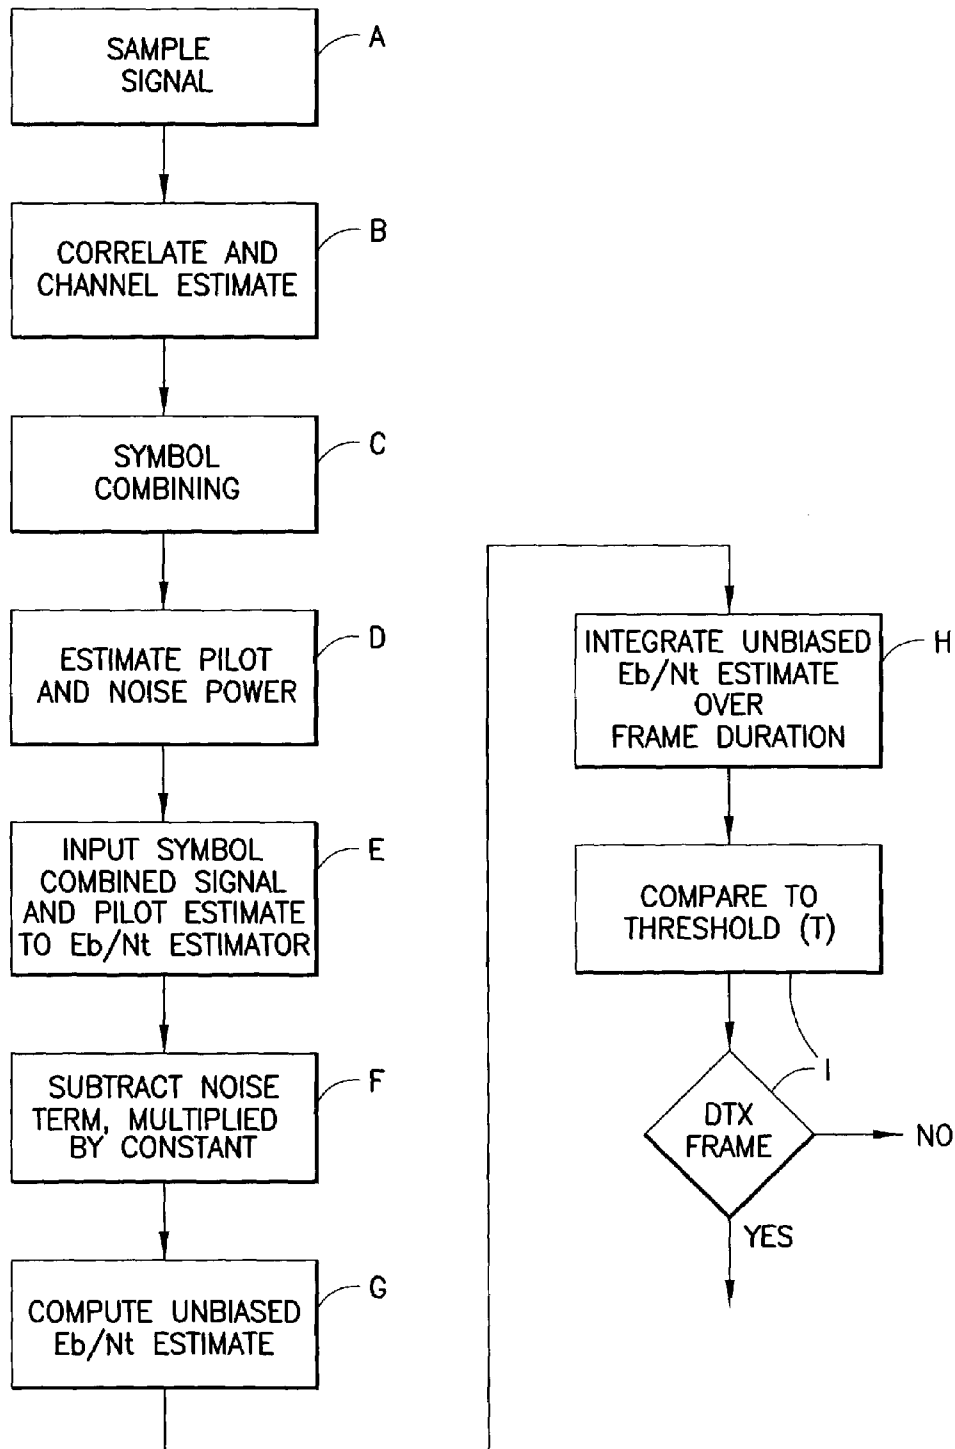 SAMPLE
SIGNAL
A
CORRELATE AND
CHANNEL ESTIMATE
B
SYMBOL
COMBINING
C
ESTIMATE PILOT
AND NOISE POWER
D
INPUT SYMBOL
COMBINED SIGNAL
AND PILOT ESTIMATE
TO Eb/Nt ESTIMATOR
E
SUBTRACT NOISE
TERM, MULTIPLIED
BY CONSTANT
F
COMPUTE UNBIASED
Eb/Nt ESTIMATE
G
INTEGRATE UNBIASED
Eb/Nt ESTIMATE
OVER
FRAME DURATION
H
COMPARE TO
THRESHOLD (T)
I
DTX
FRAME
NO
YES